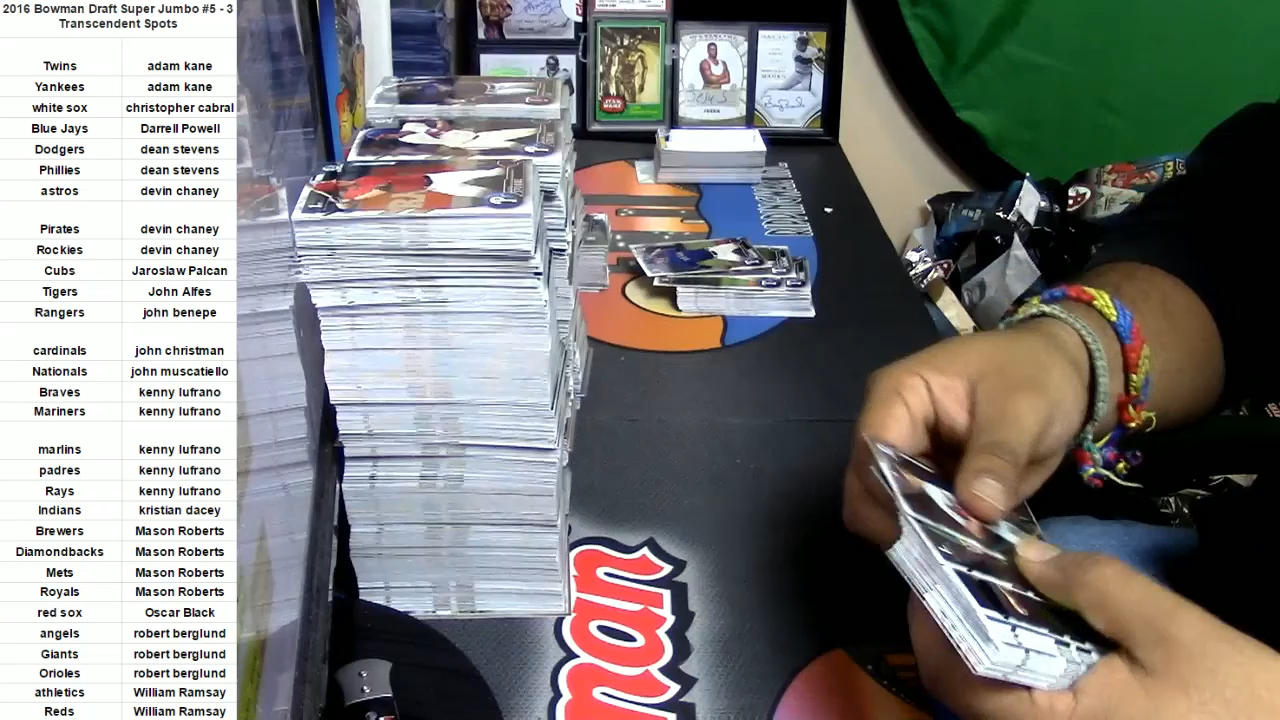 2016 Bowman Draft Super Jumbo #5 - 3
Transcendent Spots
Twins adam kane
Yankees adam kane
white sox christopher cabral
Blue Jays Darrell Powell
Dodgers dean stevens
Phillies dean stevens
astros devin chaney
Pirates devin chaney
Rockies devin chaney
Cubs Jaroslaw Palcan
Tigers John Alfes
Rangers john benepe
cardinals john christman
Nationals john muscatiello
Braves kenny lufrano
Mariners kenny lufrano
marlins kenny lufrano
padres kenny lufrano
Rays kenny lufrano
Indians kristian dacey
Brewers Mason Roberts
Diamondbacks Mason Roberts
Mets Mason Roberts
Royals Mason Roberts
red sox Oscar Black
angels robert berglund
Giants robert berglund
Orioles robert berglund
athletics William Ramsay
Reds William Ramsay
STAR
WARS